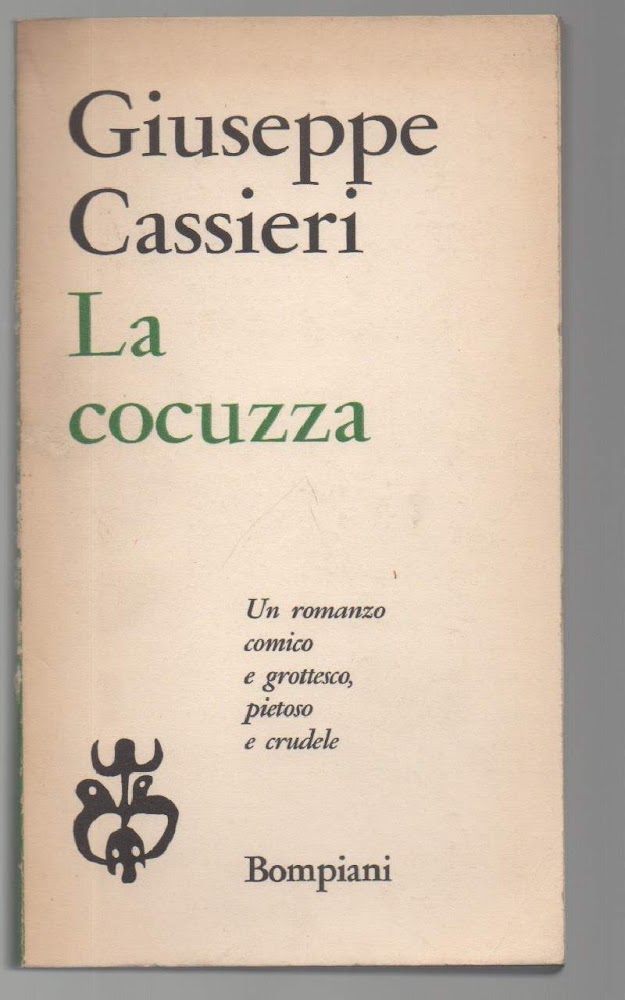 Giuseppe
Cassieri
La
cocuzza
Un romanzo
comico
e grottesco,
pietoso
e crudele
Bompiani